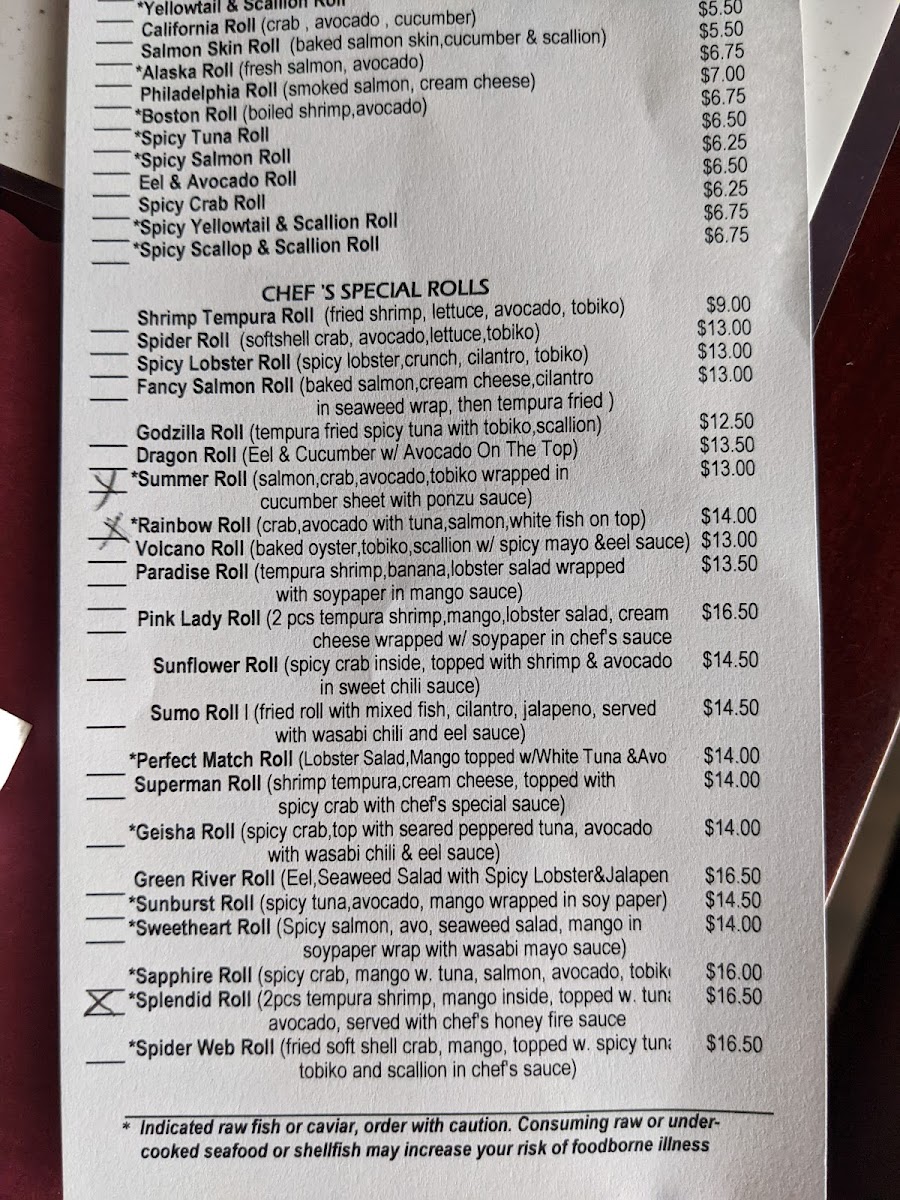 *Yellowtail & Scallion Roll $5.50
California Roll (crab , avocado , cucumber) $5.50
Salmon Skin Roll (baked salmon skin,cucumber & scallion) $6.75
*Alaska Roll (fresh salmon, avocado) $7.00
Philadelphia Roll (smoked salmon, cream cheese) $6.75
*Boston Roll (boiled shrimp,avocado) $6.50
*Spicy Tuna Roll $6.25
*Spicy Salmon Roll $6.50
Eel & Avocado Roll $6.25
Spicy Crab Roll $6.75
*Spicy Yellowtail & Scallion Roll $6.75
*Spicy Scallop & Scallion Roll
CHEF 'S SPECIAL ROLLS
Shrimp Tempura Roll (fried shrimp, lettuce, avocado, tobiko) $9.00
Spider Roll (softshell crab, avocado,lettuce,tobiko) $13.00
Spicy Lobster Roll (spicy lobster,crunch, cilantro, tobiko) $13.00
Fancy Salmon Roll (baked salmon,cream cheese,cilantro $13.00
in seaweed wrap, then tempura fried )
Godzilla Roll (tempura fried spicy tuna with tobiko,scallion) $12.50
Dragon Roll (Eel & Cucumber w/ Avocado On The Top) $13.50
*Summer Roll (salmon,crab,avocado,tobiko wrapped in $13.00
cucumber sheet with ponzu sauce)
*Rainbow Roll (crab,avocado with tuna,salmon,white fish on top) $14.00
Volcano Roll (baked oyster,tobiko,scallion w/ spicy mayo &eel sauce) $13.00
Paradise Roll (tempura shrimp,banana,lobster salad wrapped $13.50
with soypaper in mango sauce)
Pink Lady Roll (2 pcs tempura shrimp,mango,lobster salad, cream $16.50
cheese wrapped w/ soypaper in chef's sauce
Sunflower Roll (spicy crab inside, topped with shrimp & avocado $14.50
in sweet chili sauce)
Sumo Roll l (fried roll with mixed fish, cilantro, jalapeno, served $14.50
with wasabi chili and eel sauce)
*Perfect Match Roll (Lobster Salad,Mango topped w/White Tuna &Avo $14.00
Superman Roll (shrimp tempura,cream cheese, topped with $14.00
spicy crab with chef's special sauce)
*Geisha Roll (spicy crab,top with seared peppered tuna, avocado $14.00
with wasabi chili & eel sauce)
Green River Roll (Eel,Seaweed Salad with Spicy Lobster&Jalapen $16.50
*Sunburst Roll (spicy tuna,avocado, mango wrapped in soy paper) $14.50
*Sweetheart Roll (Spicy salmon, avo, seaweed salad, mango in $14.00
soypaper wrap with wasabi mayo sauce)
*Sapphire Roll (spicy crab, mango w. tuna, salmon, avocado, tobik $16.00
*Splendid Roll (2pcs tempura shrimp, mango inside, topped w. tuna $16.50
avocado, served with chef's honey fire sauce
*Spider Web Roll (fried soft shell crab, mango, topped w. spicy tuna $16.50
tobiko and scallion in chef's sauce)
* Indicated raw fish or caviar, order with caution. Consuming raw or under-
cooked seafood or shellfish may increase your risk of foodborne illness